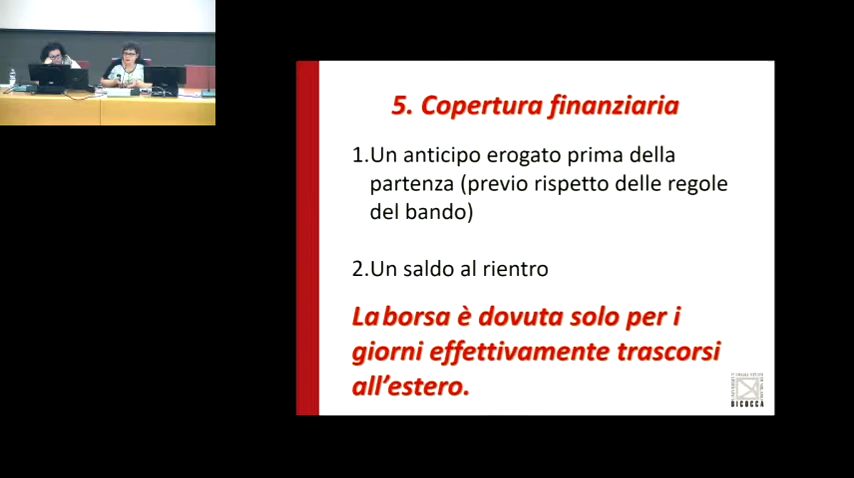 5. Copertura finanziaria
1.Un anticipo erogato prima della
partenza (previo rispetto delle regole
del bando)
2.Un saldo al rientro
La borsa è dovuta solo per i
giorni effettivamente trascorsi
all’estero.
BICOCCA